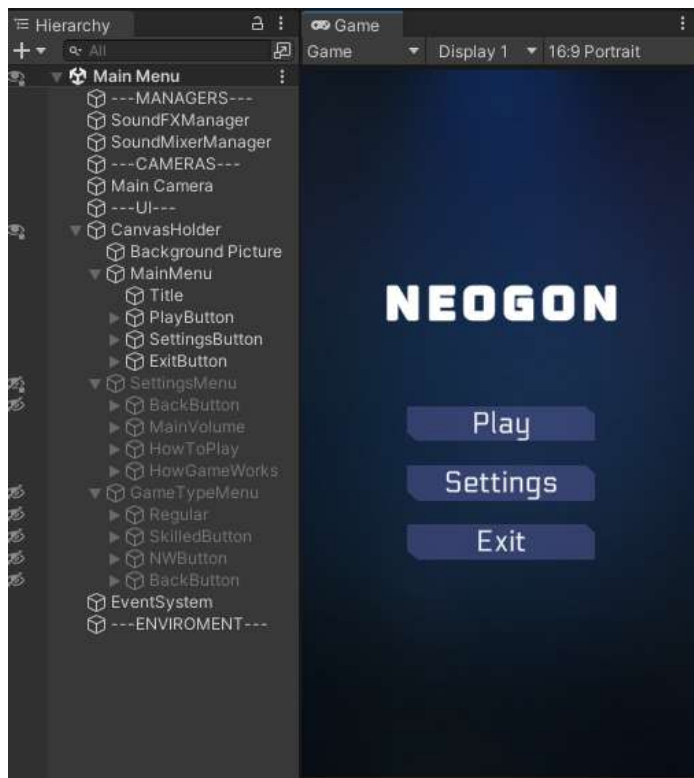 Hierarchy
All
Main Menu
---MANAGERS---
SoundFXManager
SoundMixerManager
---CAMERAS---
Main Camera
---UI---
CanvasHolder
Background Picture
MainMenu
Title
PlayButton
SettingsButton
ExitButton
SettingsMenu
BackButton
MainVolume
HowToPlay
HowGameWorks
GameTypeMenu
Regular
SkilledButton
NWButton
BackButton
EventSystem
---ENVIROMENT---
Game
Game Display 1 16:9 Portrait
NEOGON
Play
Settings
Exit